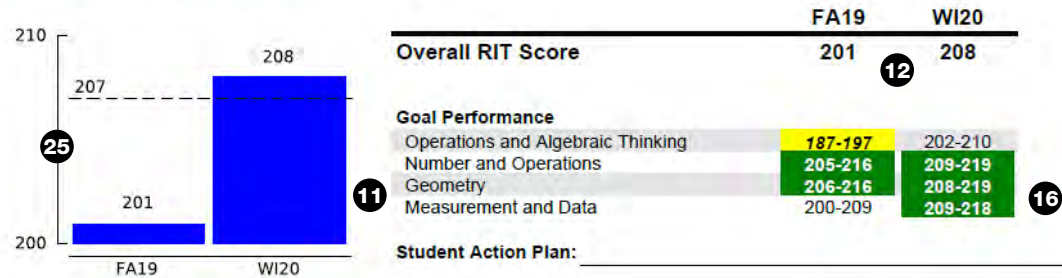 210
207
208
201
200
FA19 WI20
25
11
FA19 WI20
Overall RIT Score 201 208
12
Goal Performance
Operations and Algebraic Thinking 187-197 202-210
Number and Operations 205-216 209-219
Geometry 206-216 208-219
Measurement and Data 200-209 209-218
16
Student Action Plan: